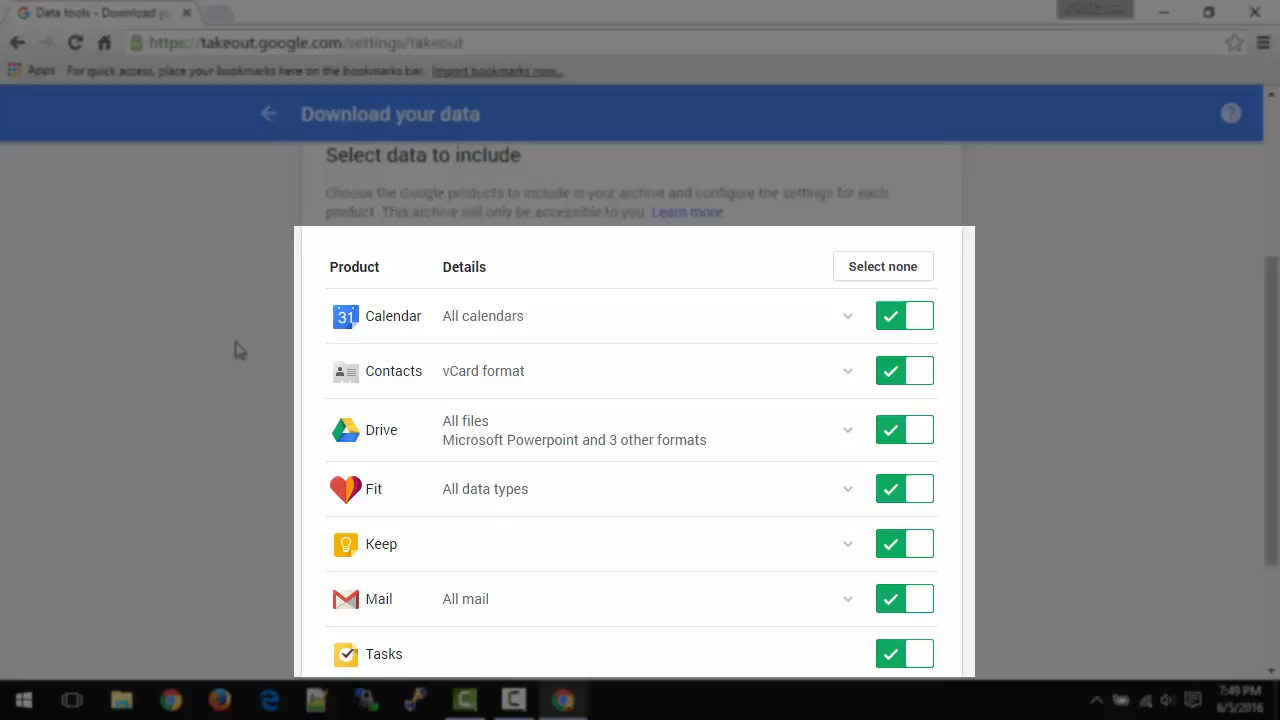 Data tools - Download yo
https://takeout.google.com/settings/takeout
Apps For quick access, place your bookmarks here on the bookmarks bar. Import bookmarks now...
Download your data
Select data to include
Choose the Google products to include in your archive and configure the settings for each
product. This archive will only be accessible to you. Learn more
Product Details Select none
31 Calendar All calendars
Contacts vCard format
Drive All files
Microsoft Powerpoint and 3 other formats
Fit All data types
Keep
Mail All mail
Tasks
7:49 PM
6/5/2016